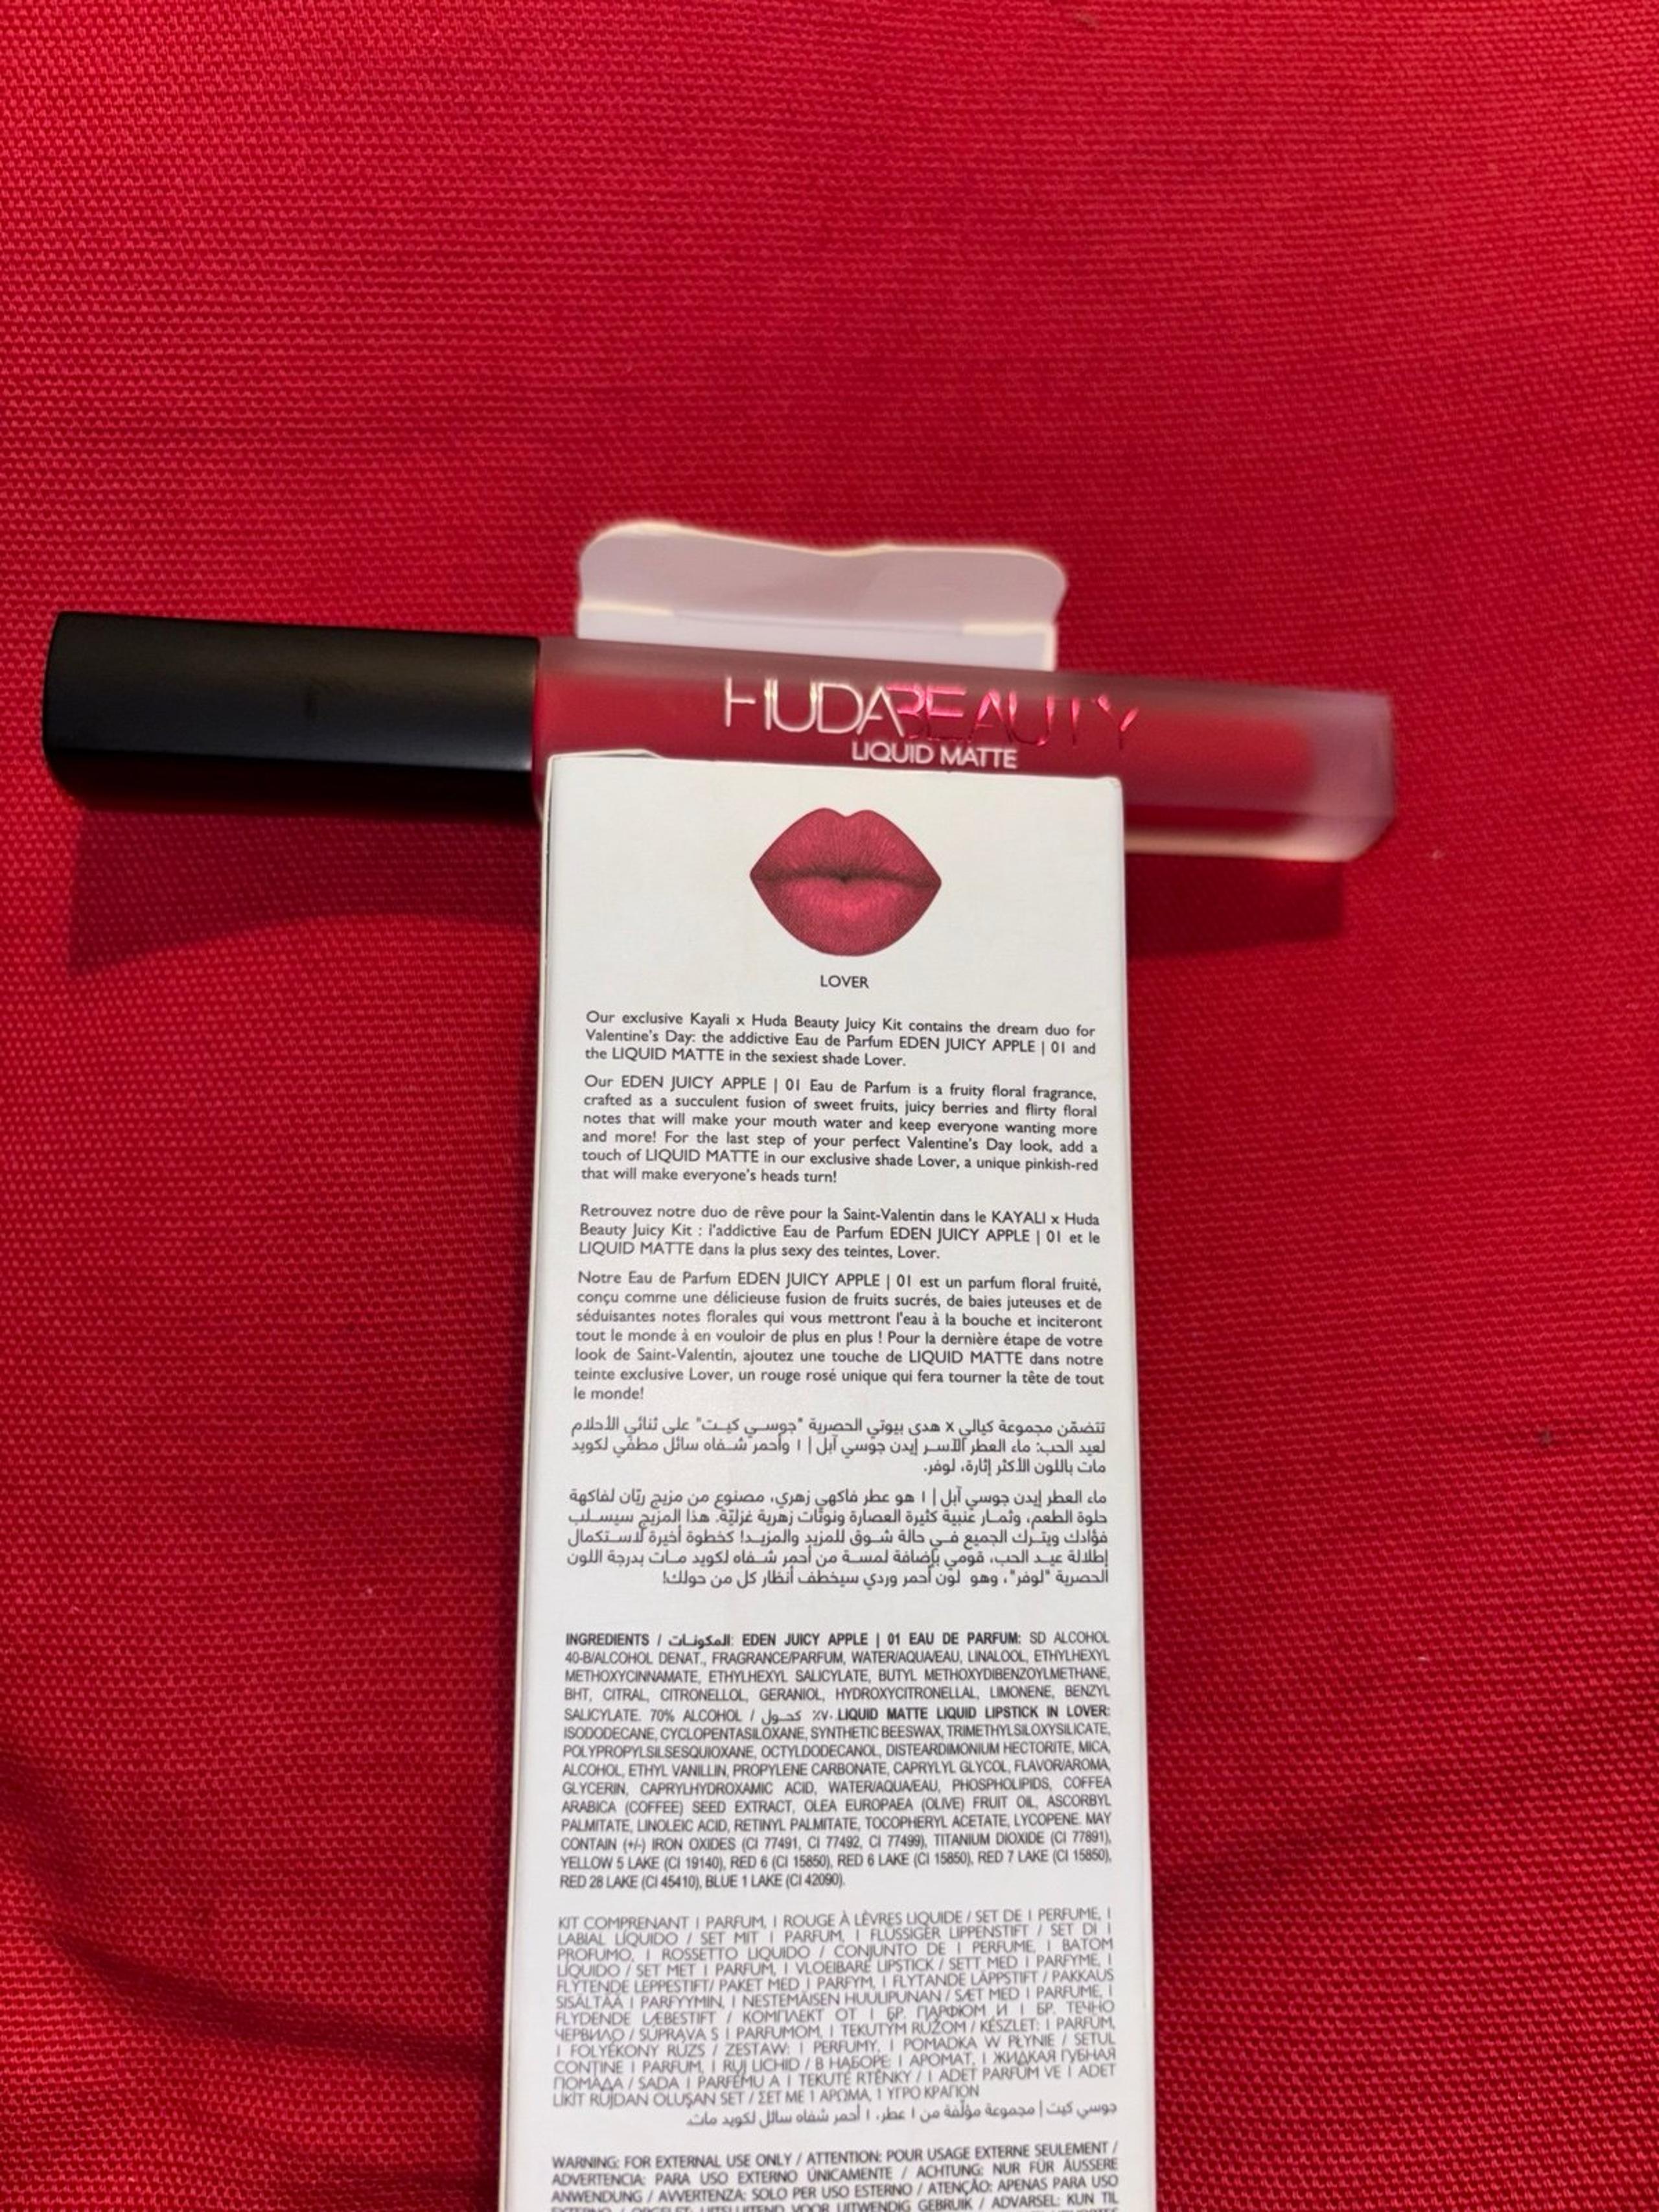 HUDABEAUTY
LIQUID MATTE
LOVER
Our exclusive Kayali x Huda Beauty Juicy Kit contains the dream duo for
Valentine's Day: the addictive Eau de Parfum EDEN JUICY APPLE | 01 and
the LIQUID MATTE in the sexiest shade Lover.
Our EDEN JUICY APPLE | 01 Eau de Parfum is a fruity floral fragrance,
crafted as a succulent fusion of sweet fruits, juicy berries and flirty floral
notes that will make your mouth water and keep everyone wanting more
and more! For the last step of your perfect Valentine's Day look, add a
touch of LIQUID MATTE in our exclusive shade Lover, a unique pinkish-red
that will make everyone's heads turn!
Retrouvez notre duo de rêve pour la Saint-Valentin dans le KAYALI x Huda
Beauty Juicy Kit : l'addictive Eau de Parfum EDEN JUICY APPLE | 01 et le
LIQUID MATTE dans la plus sexy des teintes, Lover.
Notre Eau de Parfum EDEN JUICY APPLE | 01 est un parfum floral fruité,
conçu comme une délicieuse fusion de fruits sucrés, de baies juteuses et de
séduisantes notes florales qui vous mettront l'eau à la bouche et inciteront
tout le monde à en vouloir de plus en plus ! Pour la dernière étape de votre
look de Saint-Valentin, ajoutez une touche de LIQUID MATTE dans notre
teinte exclusive Lover, un rouge rosé unique qui fera tourner la tête de tout
le monde!
تتضمّن مجموعة كيالي x هدى بيوتي الحصرية "جوسي كيت" على ثنائي الأحلام
لعيد الحب: ماء العطر الآسر إيدن جوسي آبل | ١ وأحمر شفاه سائل مطفي لكويد
مات باللون الأكثر إثارة، لوفر.
ماء العطر إيدن جوسي آبل | ١ هو عطر فاكهي زهري، مصنوع من مزيج ريّان لفاكهة
حلوة الطعم، وثمار عنبية كثيرة العصارة ونوتات زهرية غزليّة. هذا المزيج سيسلب
فؤادك ويترك الجميع في حالة شوق للمزيد والمزيد! كخطوة أخيرة لاستكمال
إطلالة عيد الحب، قومي بإضافة لمسة من أحمر شفاه لكويد مات بدرجة اللون
الحصرية "لوفر"، وهو لون أحمر وردي سيخطف أنظار كل من حولك!
INGREDIENTS / المكونات: EDEN JUICY APPLE | 01 EAU DE PARFUM: SD ALCOHOL
40-B/ALCOHOL DENAT., FRAGRANCE/PARFUM, WATER/AQUA/EAU, LINALOOL, ETHYLHEXYL
METHOXYCINNAMATE, ETHYLHEXYL SALICYLATE, BUTYL METHOXYDIBENZOYLMETHANE,
BHT, CITRAL, CITRONELLOL, GERANIOL, HYDROXYCITRONELLAL, LIMONENE, BENZYL
SALICYLATE. 70% ALCOHOL / كحول ٧٠٪ .LIQUID MATTE LIQUID LIPSTICK IN LOVER:
ISODODECANE, CYCLOPENTASILOXANE, SYNTHETIC BEESWAX, TRIMETHYLSILOXYSILICATE,
POLYPROPYLSILSESQUIOXANE, OCTYLDODECANOL, DISTEARDIMONIUM HECTORITE, MICA,
ALCOHOL, ETHYL VANILLIN, PROPYLENE CARBONATE, CAPRYLYL GLYCOL, FLAVOR/AROMA,
GLYCERIN, CAPRYLHYDROXAMIC ACID, WATER/AQUA/EAU, PHOSPHOLIPIDS, COFFEA
ARABICA (COFFEE) SEED EXTRACT, OLEA EUROPAEA (OLIVE) FRUIT OIL, ASCORBYL
PALMITATE, LINOLEIC ACID, RETINYL PALMITATE, TOCOPHERYL ACETATE, LYCOPENE. MAY
CONTAIN (+/-) IRON OXIDES (CI 77491, CI 77492, CI 77499), TITANIUM DIOXIDE (CI 77891),
YELLOW 5 LAKE (CI 19140), RED 6 (CI 15850), RED 6 LAKE (CI 15850), RED 7 LAKE (CI 15850),
RED 28 LAKE (CI 45410), BLUE 1 LAKE (CI 42090).
KIT COMPRENANT 1 PARFUM, 1 ROUGE À LÈVRES LIQUIDE / SET DE 1 PERFUME, 1
LABIAL LÍQUIDO / SET MIT 1 PARFUM, 1 FLÜSSIGER LIPPENSTIFT / SET DI 1
PROFUMO, 1 ROSSETTO LIQUIDO / CONJUNTO DE 1 PERFUME, 1 BATOM
LÍQUIDO / SET MET 1 PARFUM, 1 VLOEIBARE LIPSTICK / SETT MED 1 PARFYME, 1
FLYTENDE LEPPESTIFT/ PAKET MED 1 PARFYM, 1 FLYTANDE LÄPPSTIFT / PAKKAUS
SISÄLTÄÄ 1 PARFYYMIN, 1 NESTEMÄISEN HUULIPUNAN / SÆT MED 1 PARFUME, 1
FLYDENDE LÆBESTIFT / КОМПЛЕКТ ОТ 1 БР. ПАРФЮМ И 1 БР. ТЕЧНО
ЧЕРВИЛО / SÚPRAVA S 1 PARFUMOM, 1 TEKUTÝM RÚŽOM / KÉSZLET: 1 PARFÜM,
1 FOLYÉKONY RÚZS / ZESTAW: 1 PERFUMY, 1 POMADKA W PŁYNIE / SETUL
CONȚINE 1 PARFUM, 1 RUJ LICHID / В НАБОРЕ: 1 АРОМАТ, 1 ЖИДКАЯ ГУБНАЯ
ПОМАДА / SADA 1 PARFÉMU A 1 TEKUTÉ RTĚNKY / 1 ADET PARFÜM VE 1 ADET
LİKİT RUJDAN OLUŞAN SET / ΣΕΤ ΜΕ 1 ΑΡΩΜΑ, 1 ΥΓΡΟ ΚΡΑΓΙΟΝ
جوسي كيت | مجموعة مؤلّفة من ١ عطر، ١ أحمر شفاه سائل لكويد مات.
WARNING: FOR EXTERNAL USE ONLY / ATTENTION: POUR USAGE EXTERNE SEULEMENT /
ADVERTENCIA: PARA USO EXTERNO ÚNICAMENTE / ACHTUNG: NUR FÜR ÄUSSERE
ANWENDUNG / AVVERTENZA: SOLO PER USO ESTERNO / ATENÇÃO: APENAS PARA USO
UITWENDIG GEBRUIK / ADVARSEL: KUN TIL